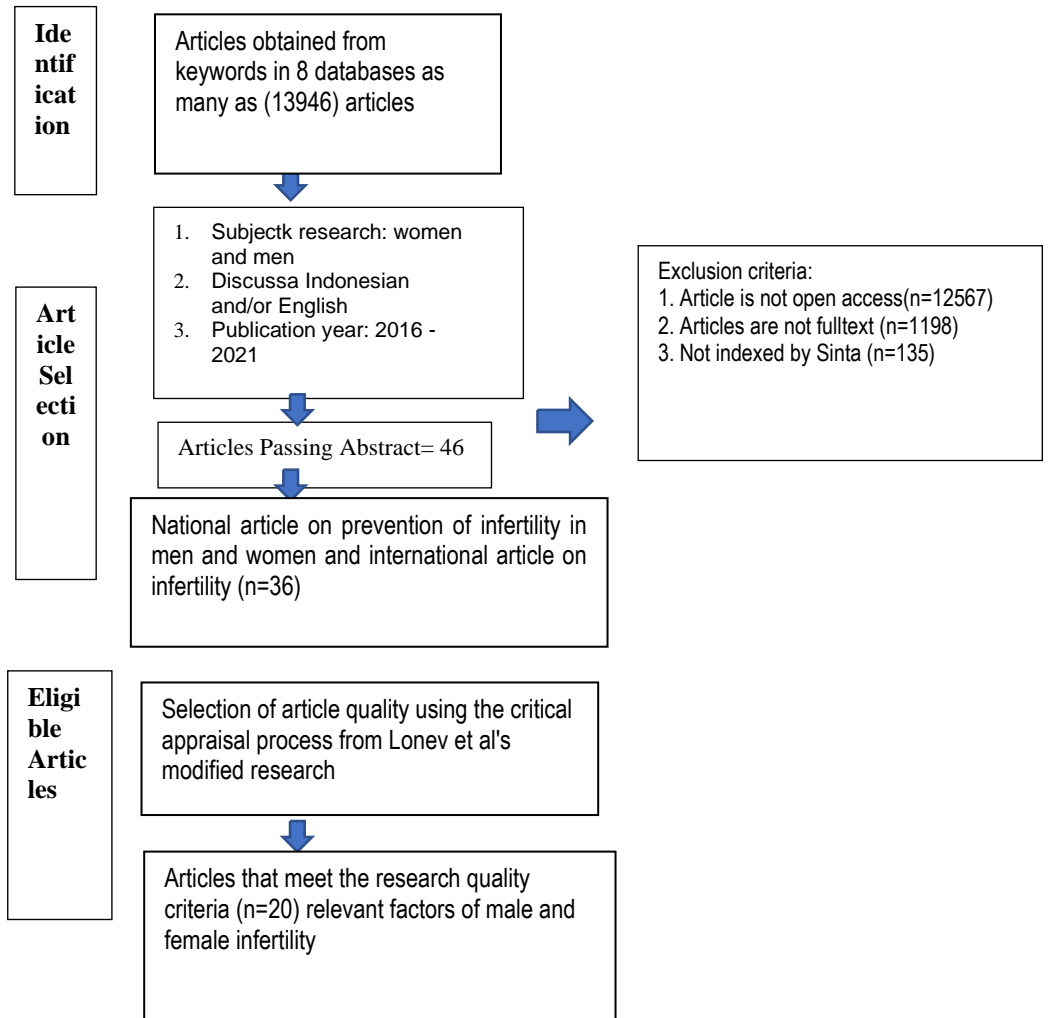 Ide
ntif
icat
ion
Articles obtained from
keywords in 8 databases as
many as (13946) articles
1. Subjectk research: women
and men
2. Discussa Indonesian
and/or English
3. Publication year: 2016 -
2021
Art
icle
Sel
ecti
on
Exclusion criteria:
1. Article is not open access(n=12567)
2. Articles are not fulltext (n=1198)
3. Not indexed by Sinta (n=135)
Articles Passing Abstract= 46
National article on prevention of infertility in
men and women and international article on
infertility (n=36)
Eligi
ble
Artic
les
Selection of article quality using the critical
appraisal process from Lonev et al's
modified research
Articles that meet the research quality
criteria (n=20) relevant factors of male and
female infertility